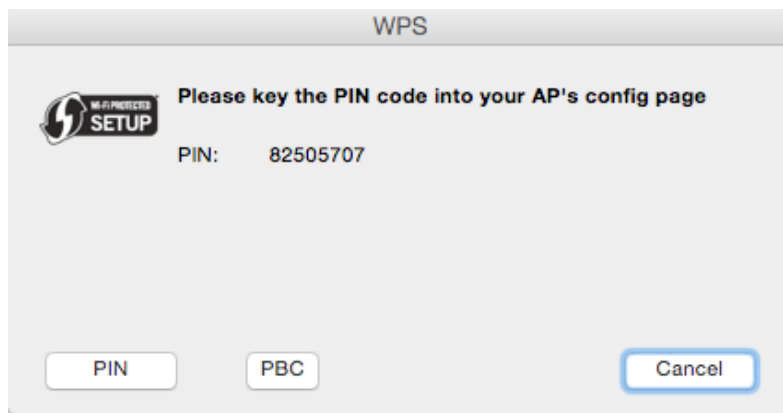 WPS
Wi-Fi PROTECTED
SETUP
Please key the PIN code into your AP's config page
PIN: 82505707
PIN PBC Cancel